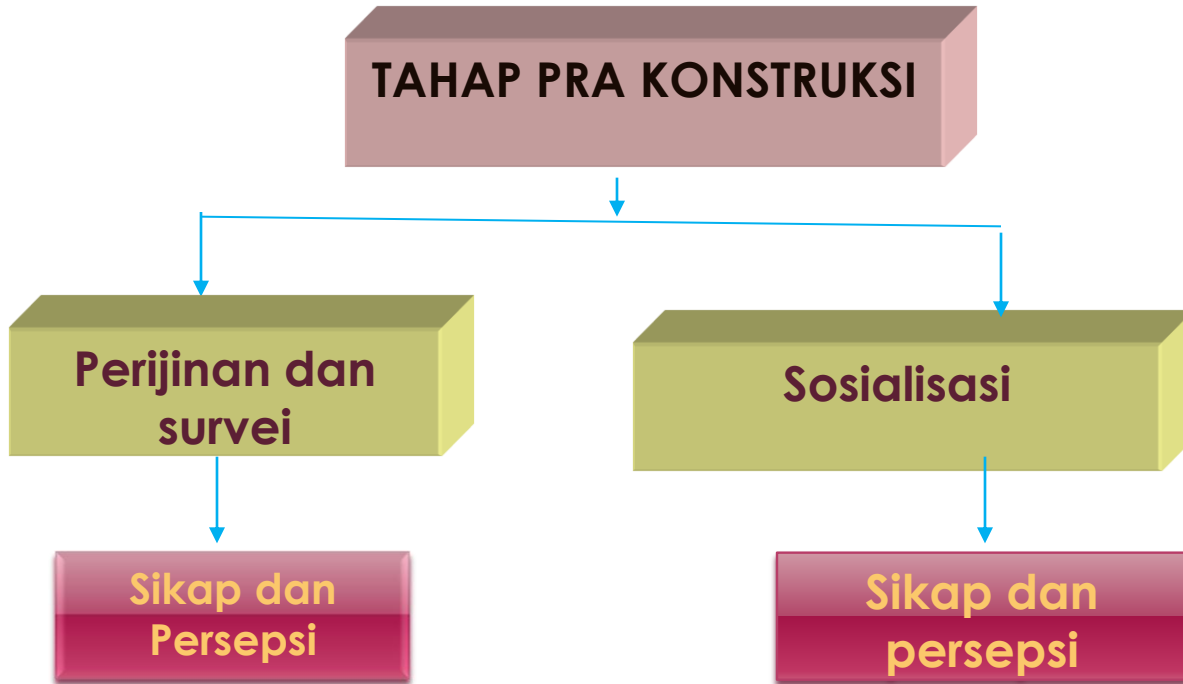 TAHAP PRA KONSTRUKSI
Perijinan dan
survei
Sosialisasi
Sikap dan
Persepsi
Sikap dan
persepsi